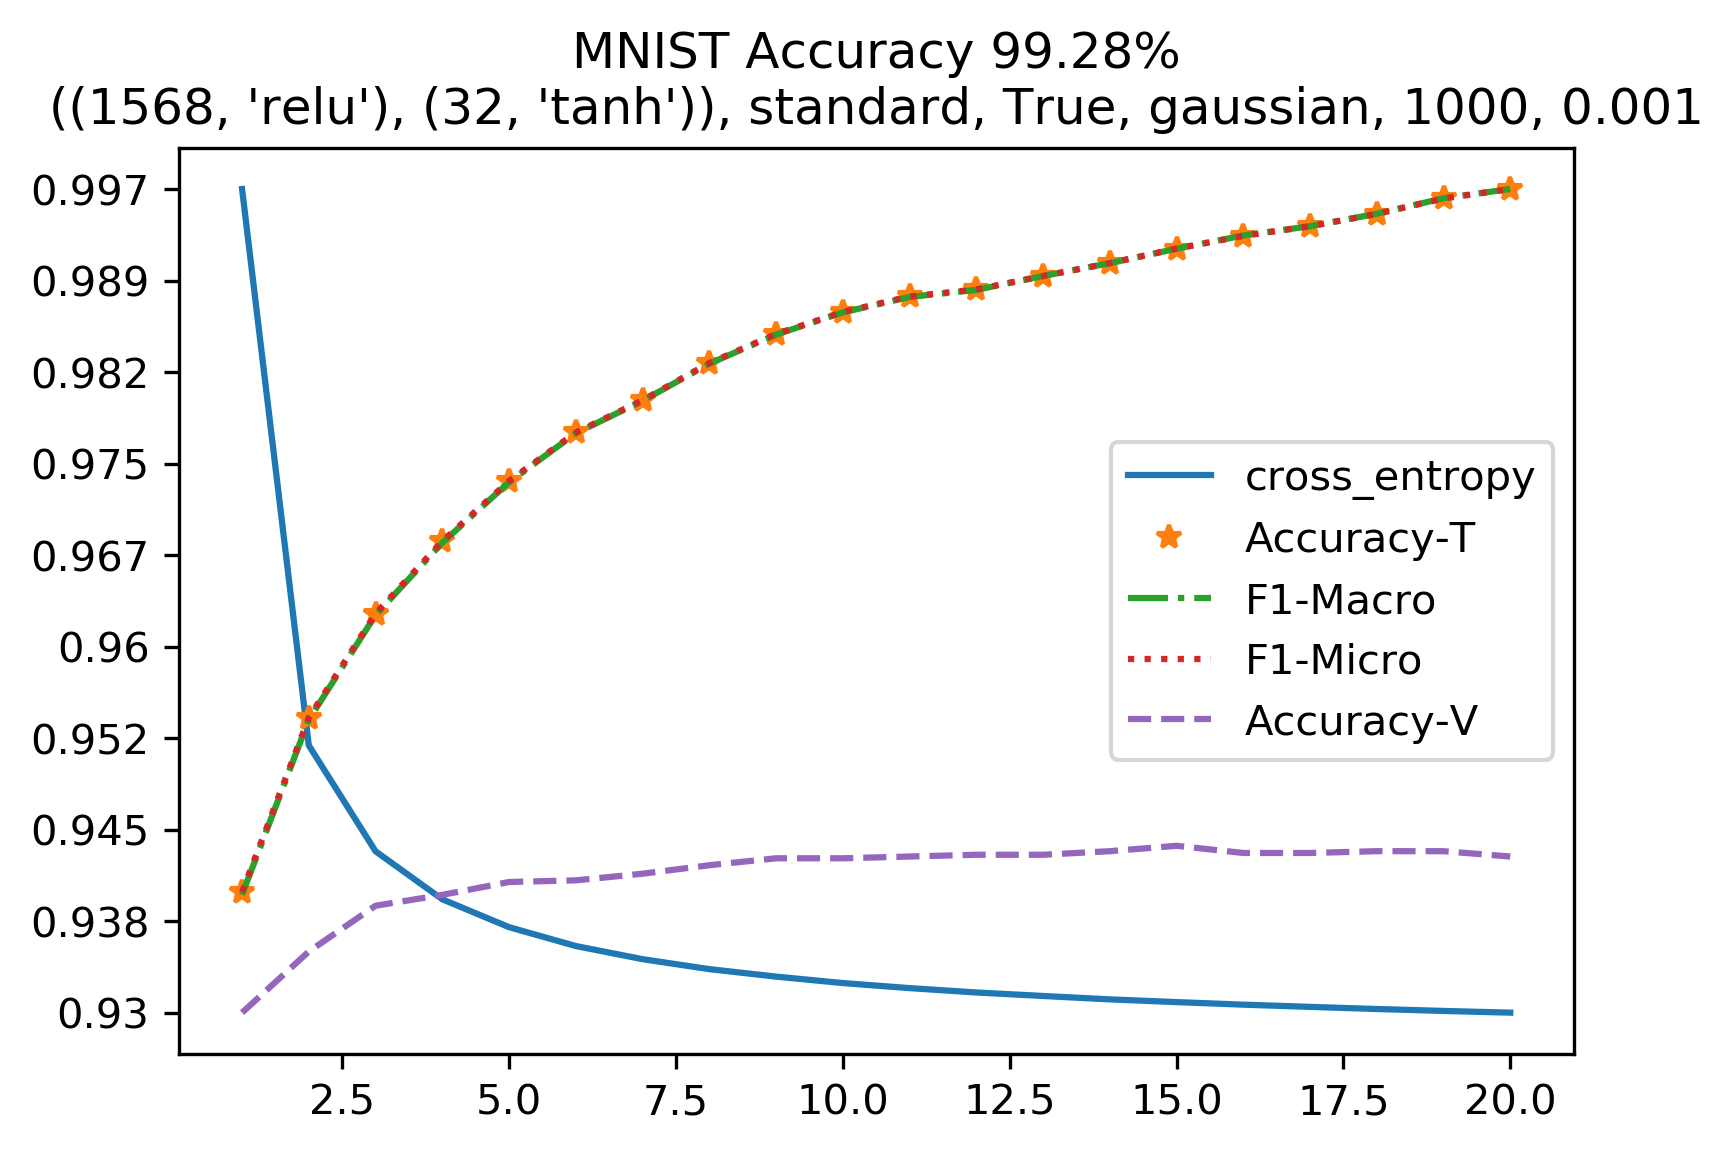 MNIST Accuracy 99.28%
((1568, 'relu'), (32, 'tanh')), standard, True, gaussian, 1000, 0.001
0.997
0.989
0.982
0.975
0.967
0.96
0.952
0.945
0.938
0.93
cross_entropy
Accuracy-T
F1-Macro
F1-Micro
Accuracy-V
2.5 5.0 7.5 10.0 12.5 15.0 17.5 20.0